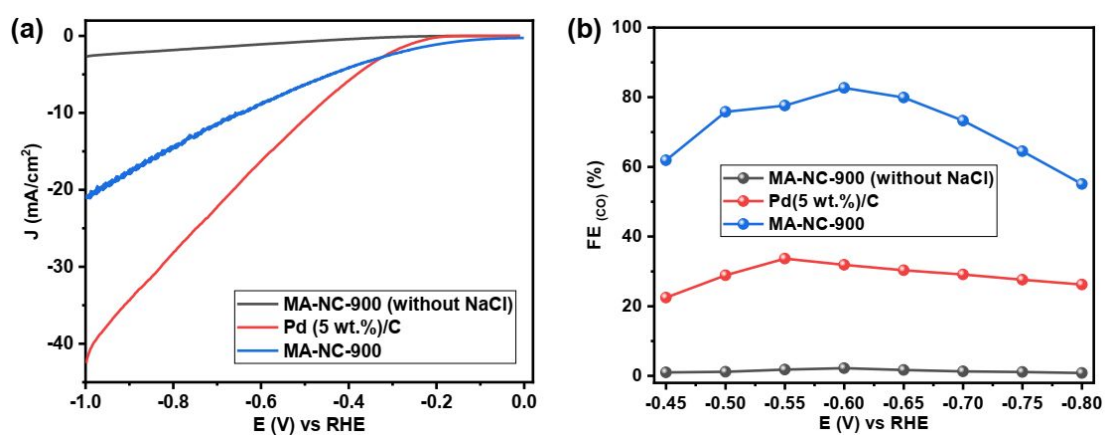 (a)
0
-10
-20
-30
-40
J (mA/cm²)
MA-NC-900 (without NaCl)
Pd (5 wt.%)/C
MA-NC-900
-1.0 -0.8 -0.6 -0.4 -0.2 0.0
E (V) vs RHE
(b)
100
80
60
40
20
0
FE (CO) (%)
MA-NC-900 (without NaCl)
Pd(5 wt.%)/C
MA-NC-900
-0.45 -0.50 -0.55 -0.60 -0.65 -0.70 -0.75 -0.80
E (V) vs RHE